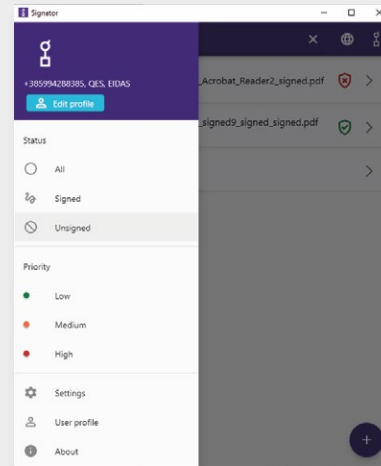 Signator
+385994288385, QES, EIDAS
Edit profile
_Acrobat_Reader2_signed.pdf
_signed9_signed_signed.pdf
Status
All
Signed
Unsigned
Priority
Low
Medium
High
Settings
User profile
About